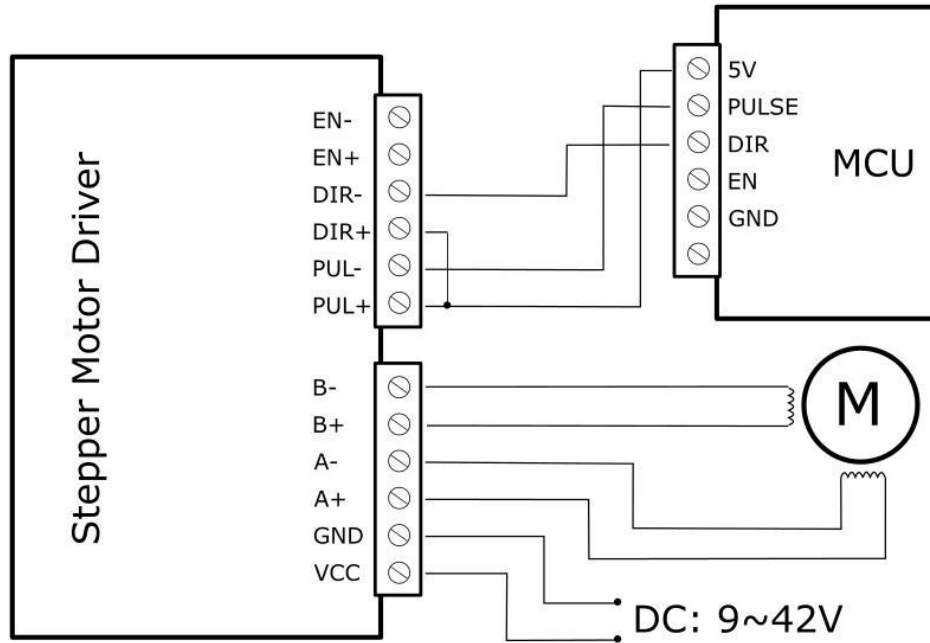 Stepper Motor Driver
EN-
EN+
DIR-
DIR+
PUL-
PUL+
B-
B+
A-
A+
GND
VCC
5V
PULSE
DIR
EN
GND
MCU
M
DC: 9~42V